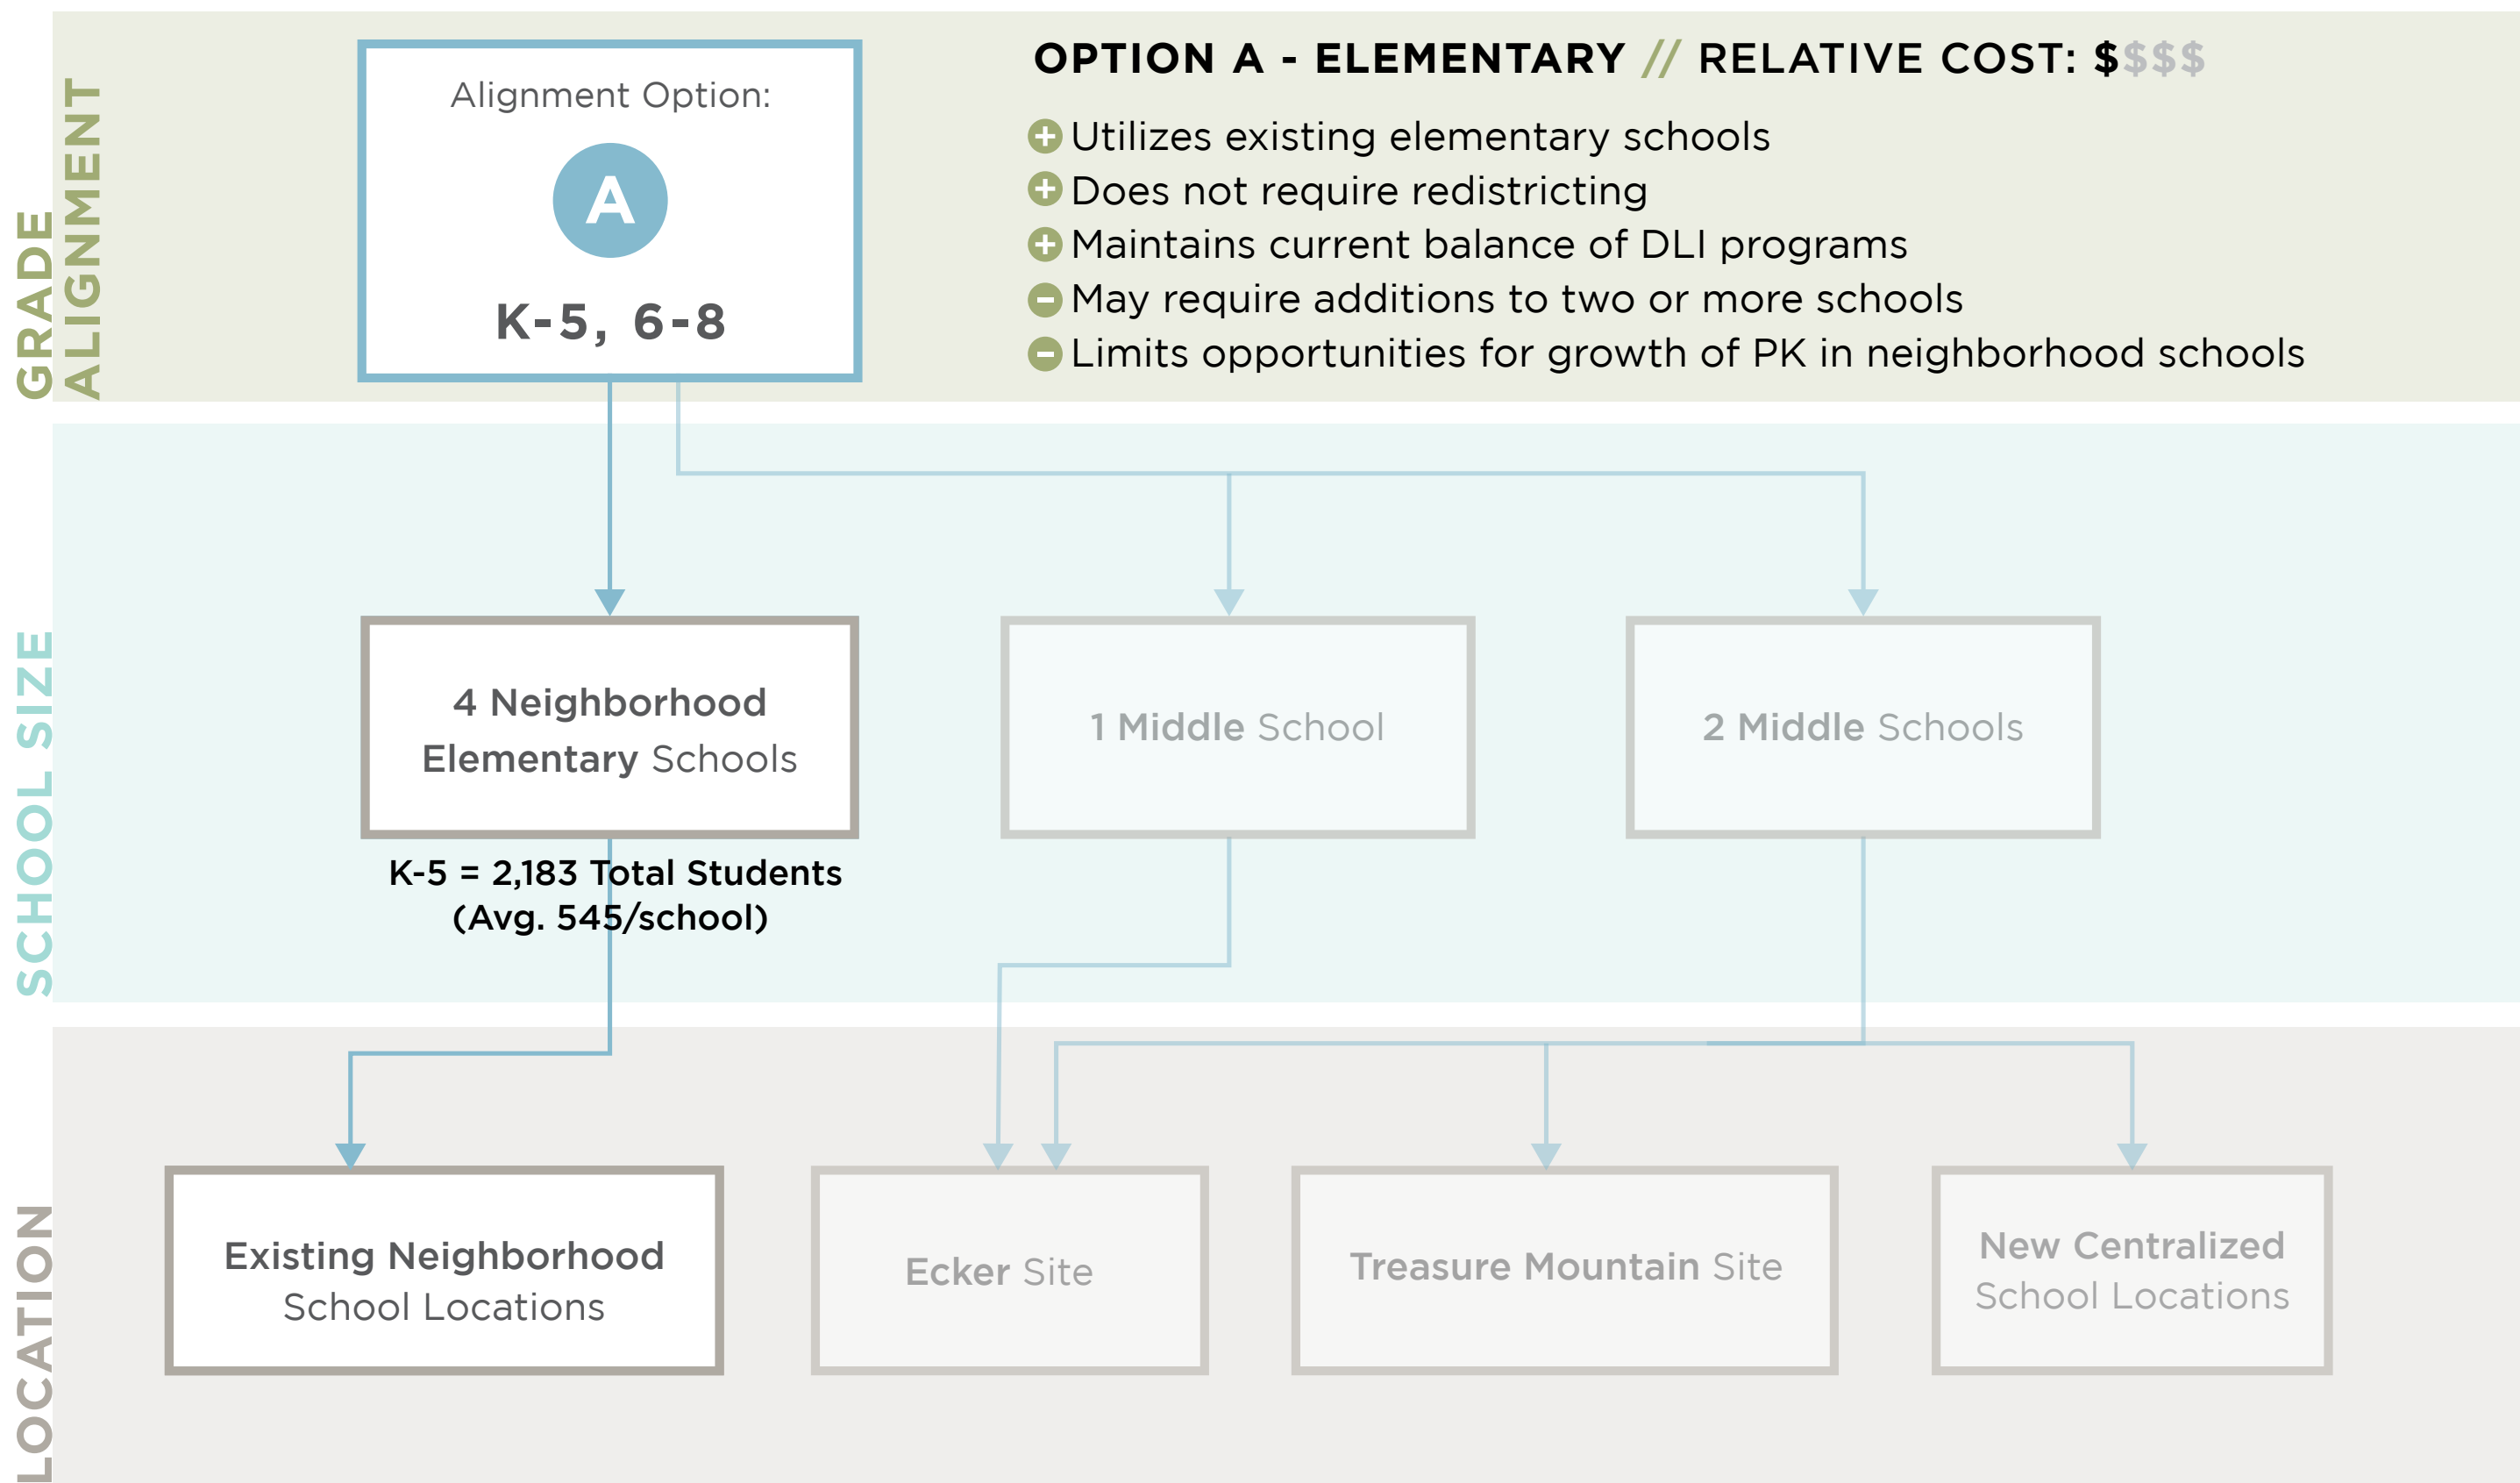 GRADE
ALIGNMENT
Alignment Option:
A
K-5, 6-8
OPTION A - ELEMENTARY // RELATIVE COST: $$$$
Utilizes existing elementary schools
Does not require redistricting
Maintains current balance of DLI programs
May require additions to two or more schools
Limits opportunities for growth of PK in neighborhood schools
SCHOOL SIZE
4 Neighborhood
Elementary Schools
1 Middle School
2 Middle Schools
K-5 = 2,183 Total Students
(Avg. 545/school)
LOCATION
Existing Neighborhood
School Locations
Ecker Site
Treasure Mountain Site
New Centralized
School Locations